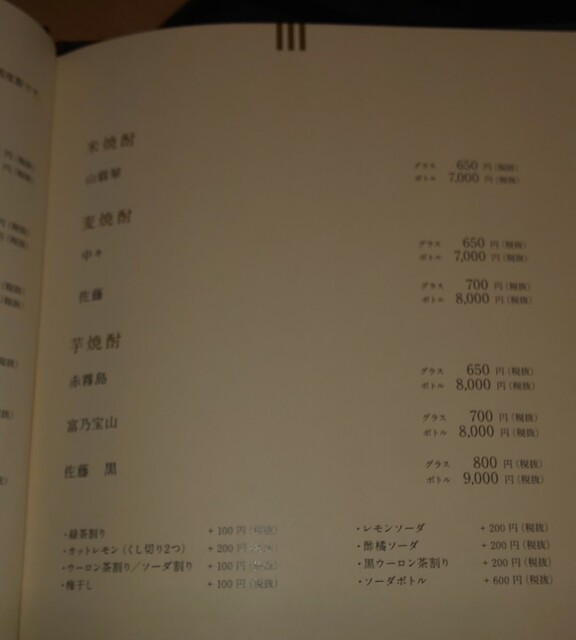 米焼酎
山翡翠
グラス 650 円(税抜)
ボトル 7,000 円(税抜)
麦焼酎
中々
グラス 650 円(税抜)
ボトル 7,000 円(税抜)
佐藤
グラス 700 円(税抜)
ボトル 8,000 円(税抜)
芋焼酎
赤霧島
グラス 650 円(税抜)
ボトル 8,000 円(税抜)
富乃宝山
グラス 700 円(税抜)
ボトル 8,000 円(税抜)
佐藤 黒
グラス 800 円(税抜)
ボトル 9,000 円(税抜)
・緑茶割り + 100 円(税抜)
・カットレモン(くし切り2つ) + 200 円(税抜)
・ウーロン茶割り/ソーダ割り + 100 円(税抜)
・梅干し + 100 円(税抜)
・レモンソーダ + 200 円(税抜)
・酢橘ソーダ + 200 円(税抜)
・黒ウーロン茶割り + 200 円(税抜)
・ソーダボトル + 600 円(税抜)